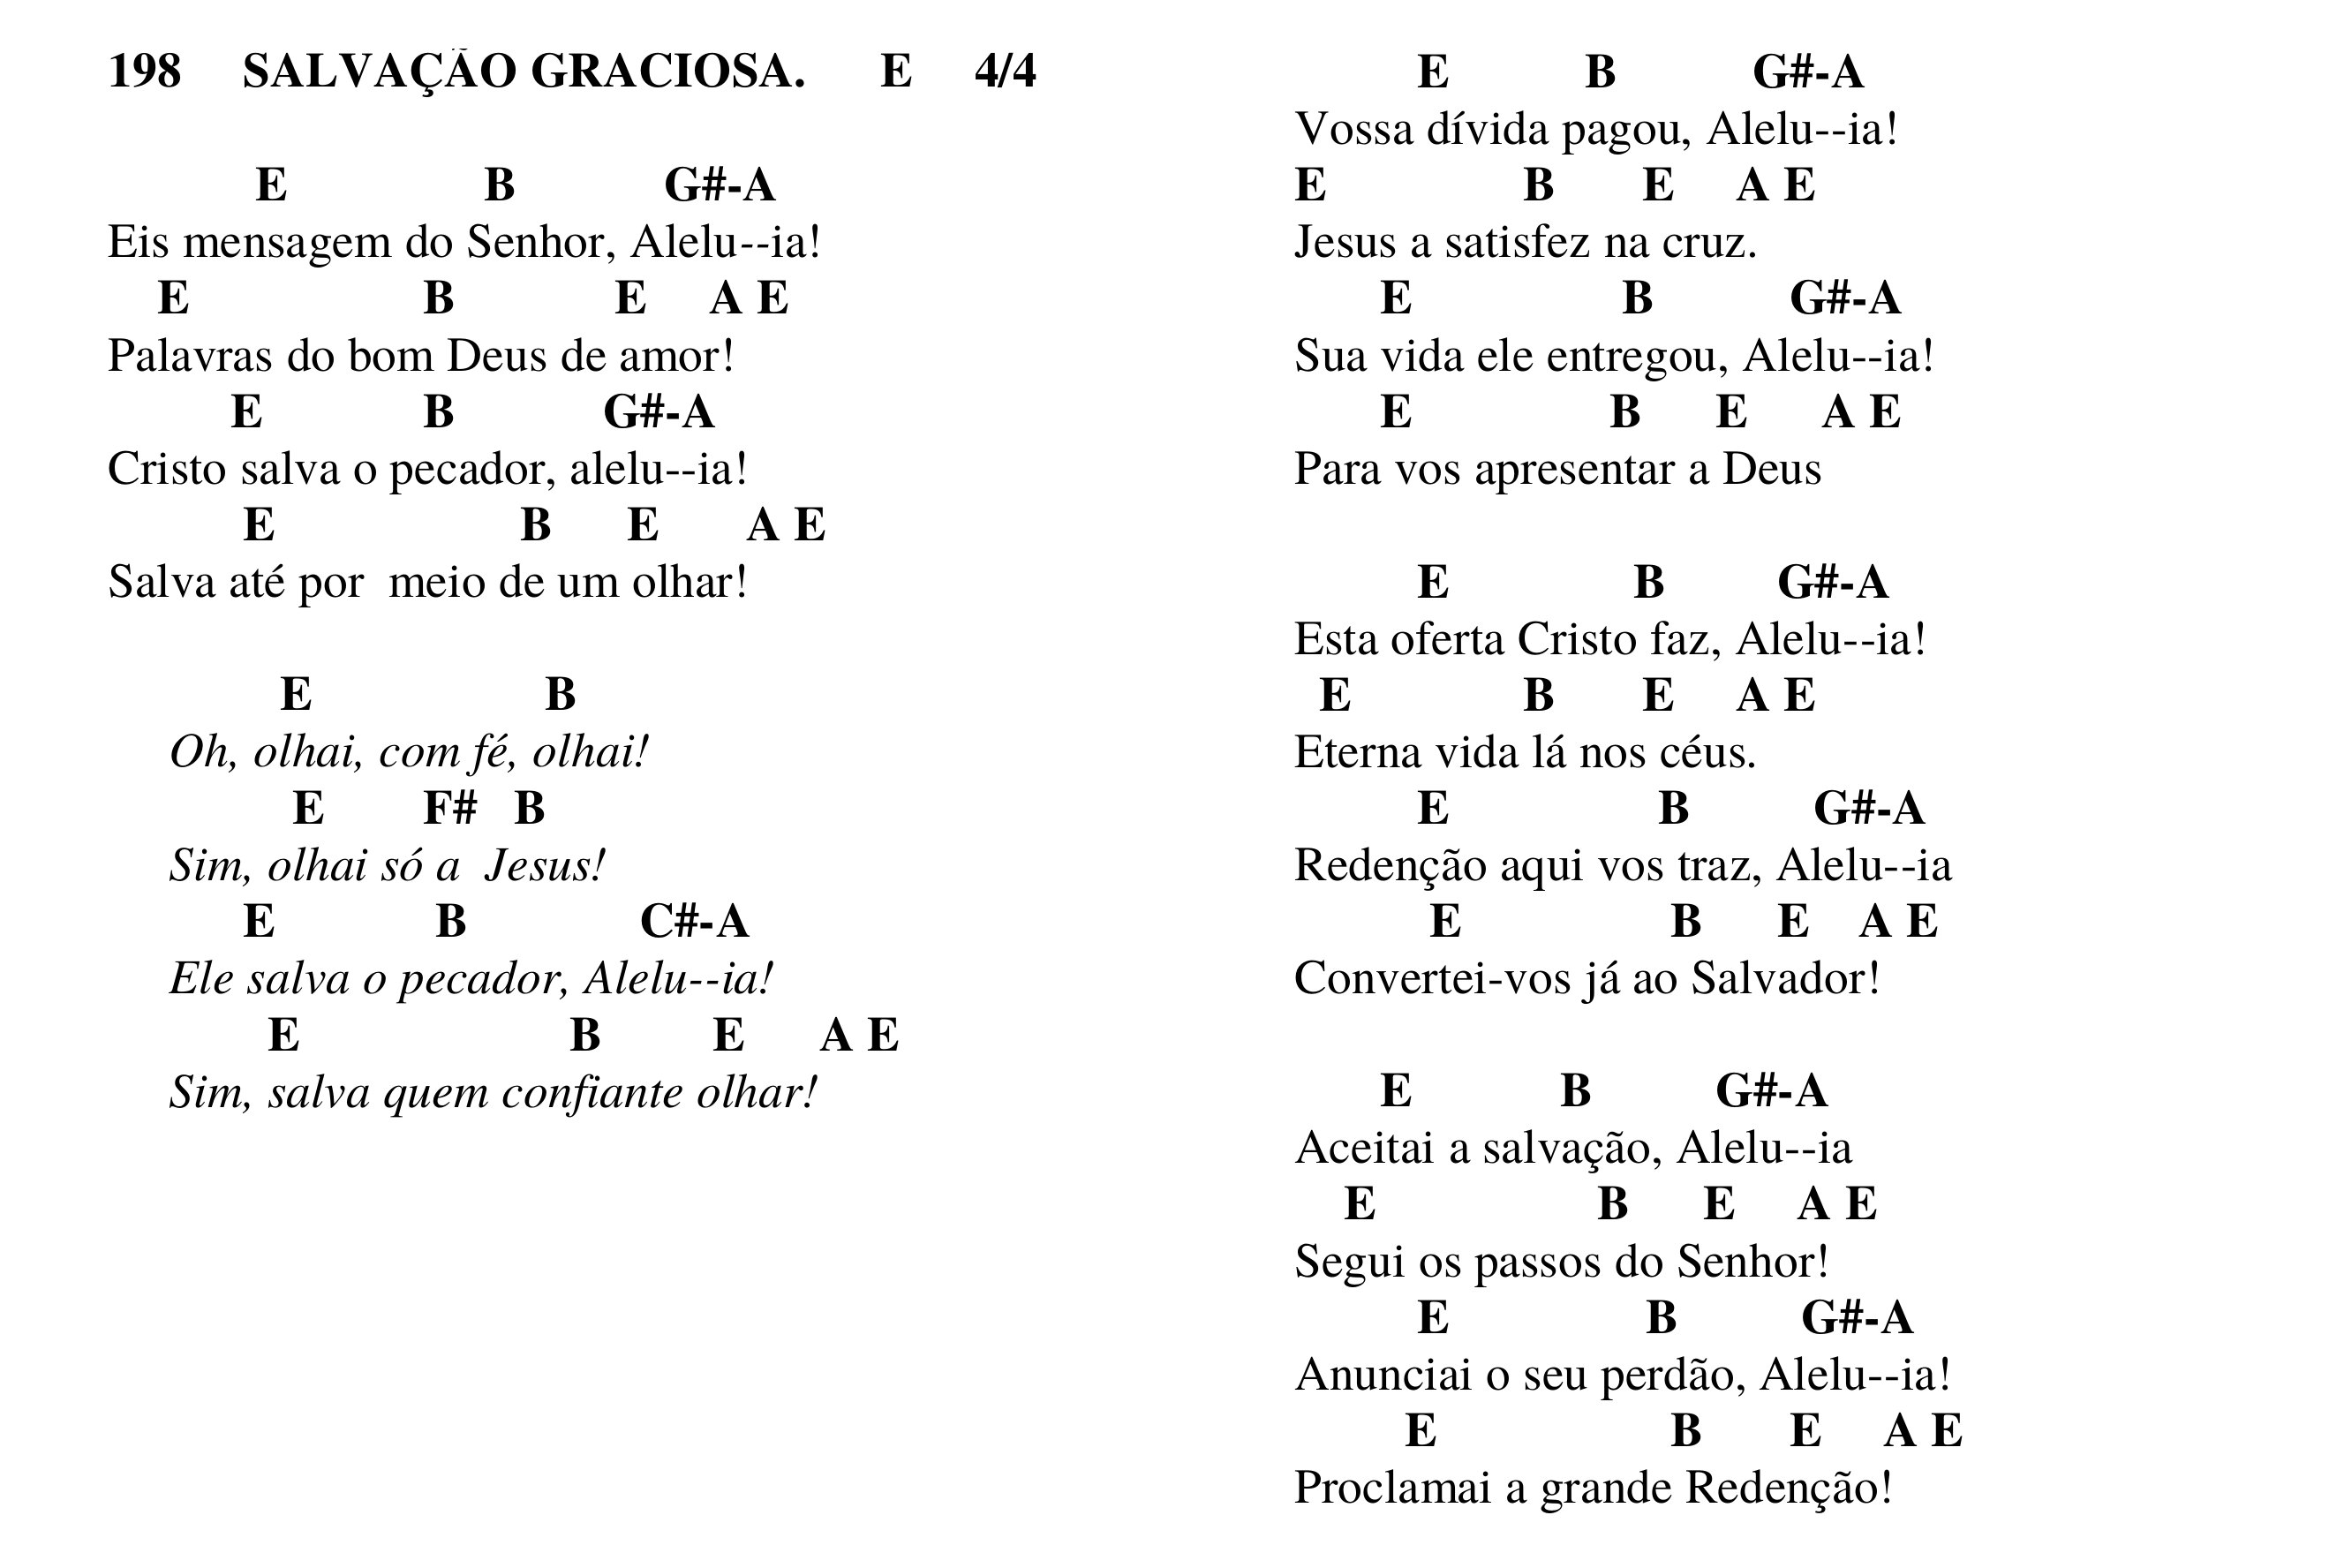 198 SALVAÇÃO GRACIOSA. E 4/4
E B G#-A
Eis mensagem do Senhor, Alelu--ia!
E B E A E
Palavras do bom Deus de amor!
E B G#-A
Cristo salva o pecador, alelu--ia!
E B E A E
Salva até por meio de um olhar!
E B
Oh, olhai, com fé, olhai!
E F# B
Sim, olhai só a Jesus!
E B C#-A
Ele salva o pecador, Alelu--ia!
E B E A E
Sim, salva quem confiante olhar!
E B G#-A
Vossa dívida pagou, Alelu--ia!
E B E A E
Jesus a satisfez na cruz.
E B G#-A
Sua vida ele entregou, Alelu--ia!
E B E A E
Para vos apresentar a Deus
E B G#-A
Esta oferta Cristo faz, Alelu--ia!
E B E A E
Eterna vida lá nos céus.
E B G#-A
Redenção aqui vos traz, Alelu--ia
E B E A E
Convertei-vos já ao Salvador!
E B G#-A
Aceitai a salvação, Alelu--ia
E B E A E
Segui os passos do Senhor!
E B G#-A
Anunciai o seu perdão, Alelu--ia!
E B E A E
Proclamai a grande Redenção!